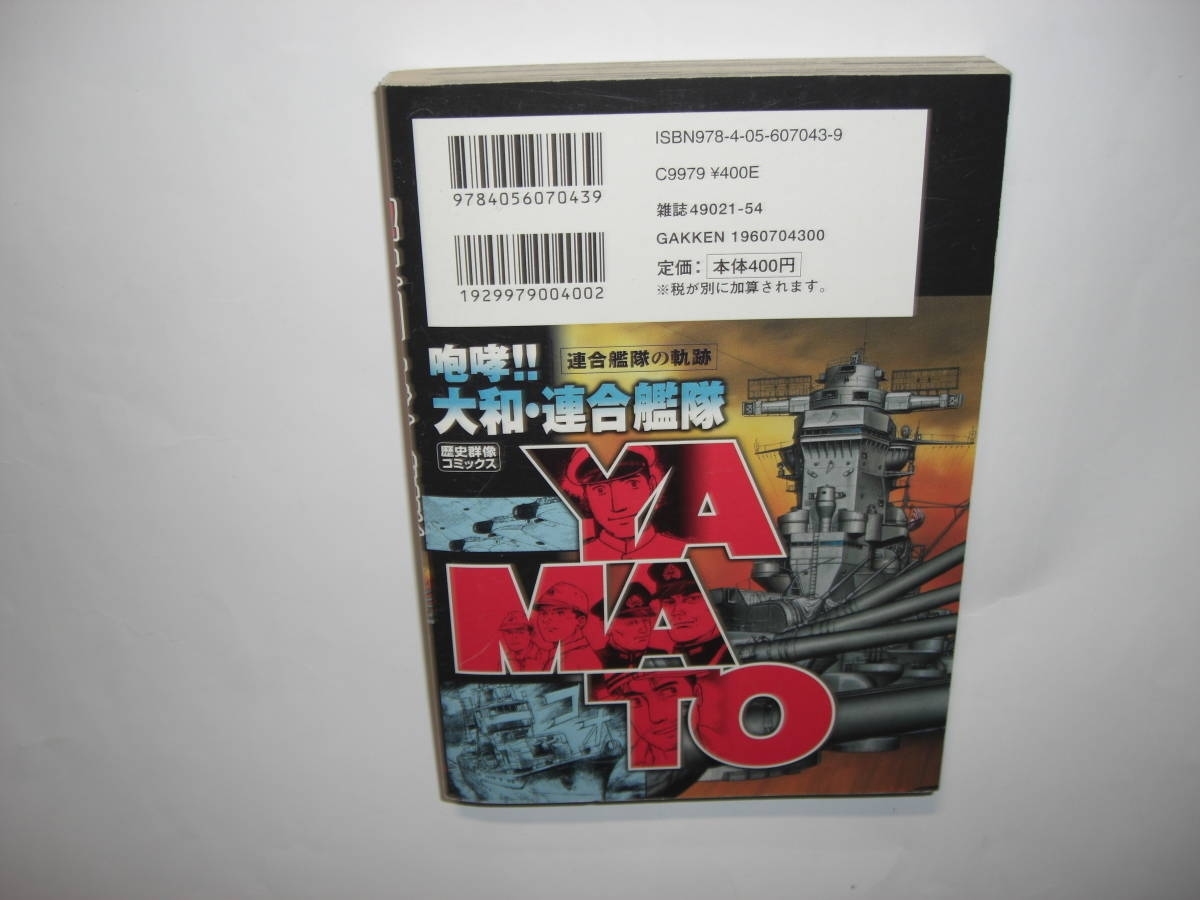 ISBN978-4-05-607043-9
C9979 ¥400E
雑誌49021-54
GAKKEN 1960704300
定価： 本体400円
※税が別に加算されます。
9784056070439
1929979004002
咆哮!!
連合艦隊の軌跡
大和・連合艦隊
歴史群像
コミックス
YA
MA
TO